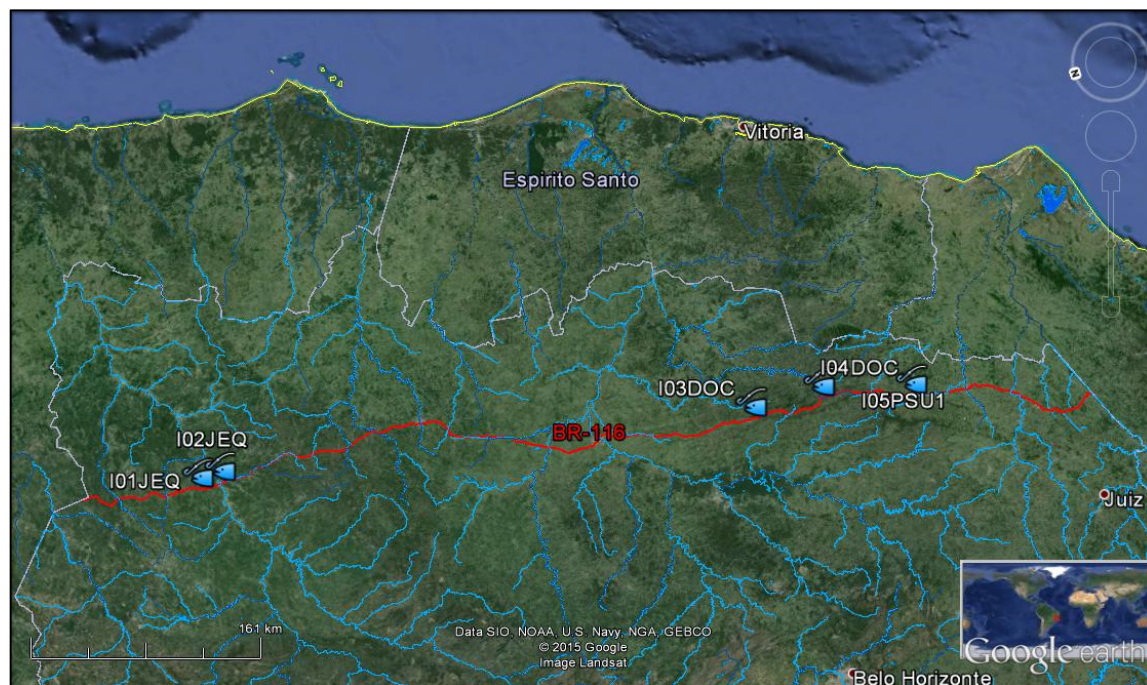 N
Vitoria
Espirito Santo
I04DOC
I03DOC
I05PSU1
BR-116
I02JEQ
I01JEQ
Juiz
161 km
Data SIO, NOAA, U.S. Navy, NGA, GEBCO
© 2015 Google
Image Landsat
Google earth
Belo Horizonte